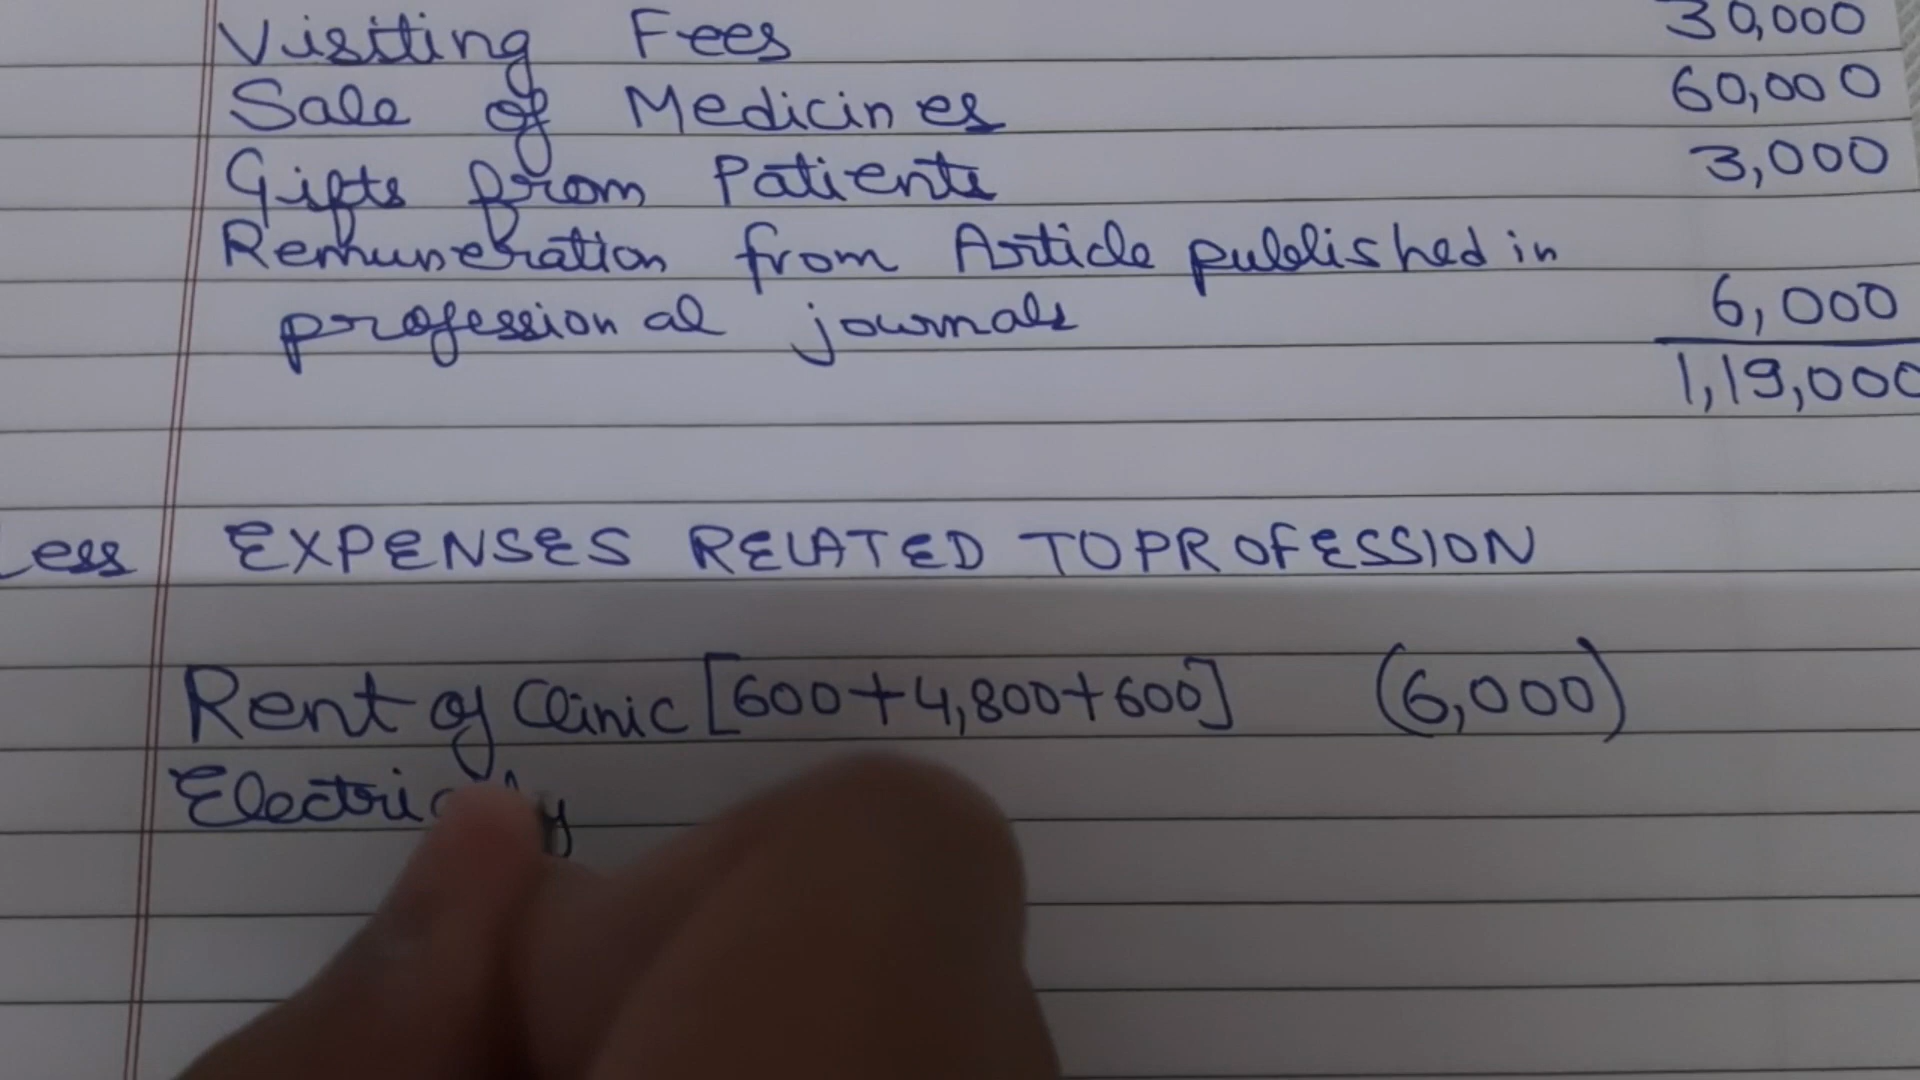 Visiting Fees 30,000
Sale of Medicines 60,000
Gifts from Patients 3,000
Remuneration from Article published in
professional journals 6,000
1,19,000
Less EXPENSES RELATED TO PROFESSION
Rent of Clinic [600+4,800+600] (6,000)
Electricity